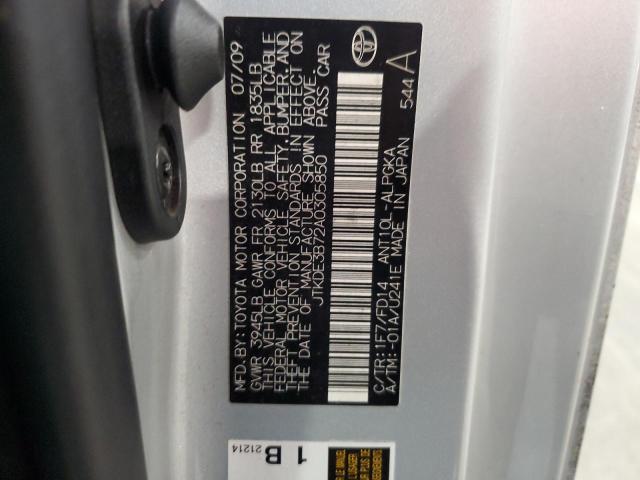 MFD.BY:TOYOTA MOTOR CORPORATION 07/09
GVWR 3945LB GAWR FR 2130LB RR 1835LB
THIS VEHICLE CONFORMS TO ALL APPLICABLE
FEDERAL MOTOR VEHICLE SAFETY,BUMPER,AND
THEFT PREVENTION STANDARDS IN EFFECT ON
THE DATE OF MANUFACTURE SHOWN ABOVE.
JTKDE3B72A0305850 PASS CAR
C/TR:1F7/FD14 ANT10L-ALPGKA
A/TM:-01A/U241E MADE IN JAPAN 544A
1 B
21214